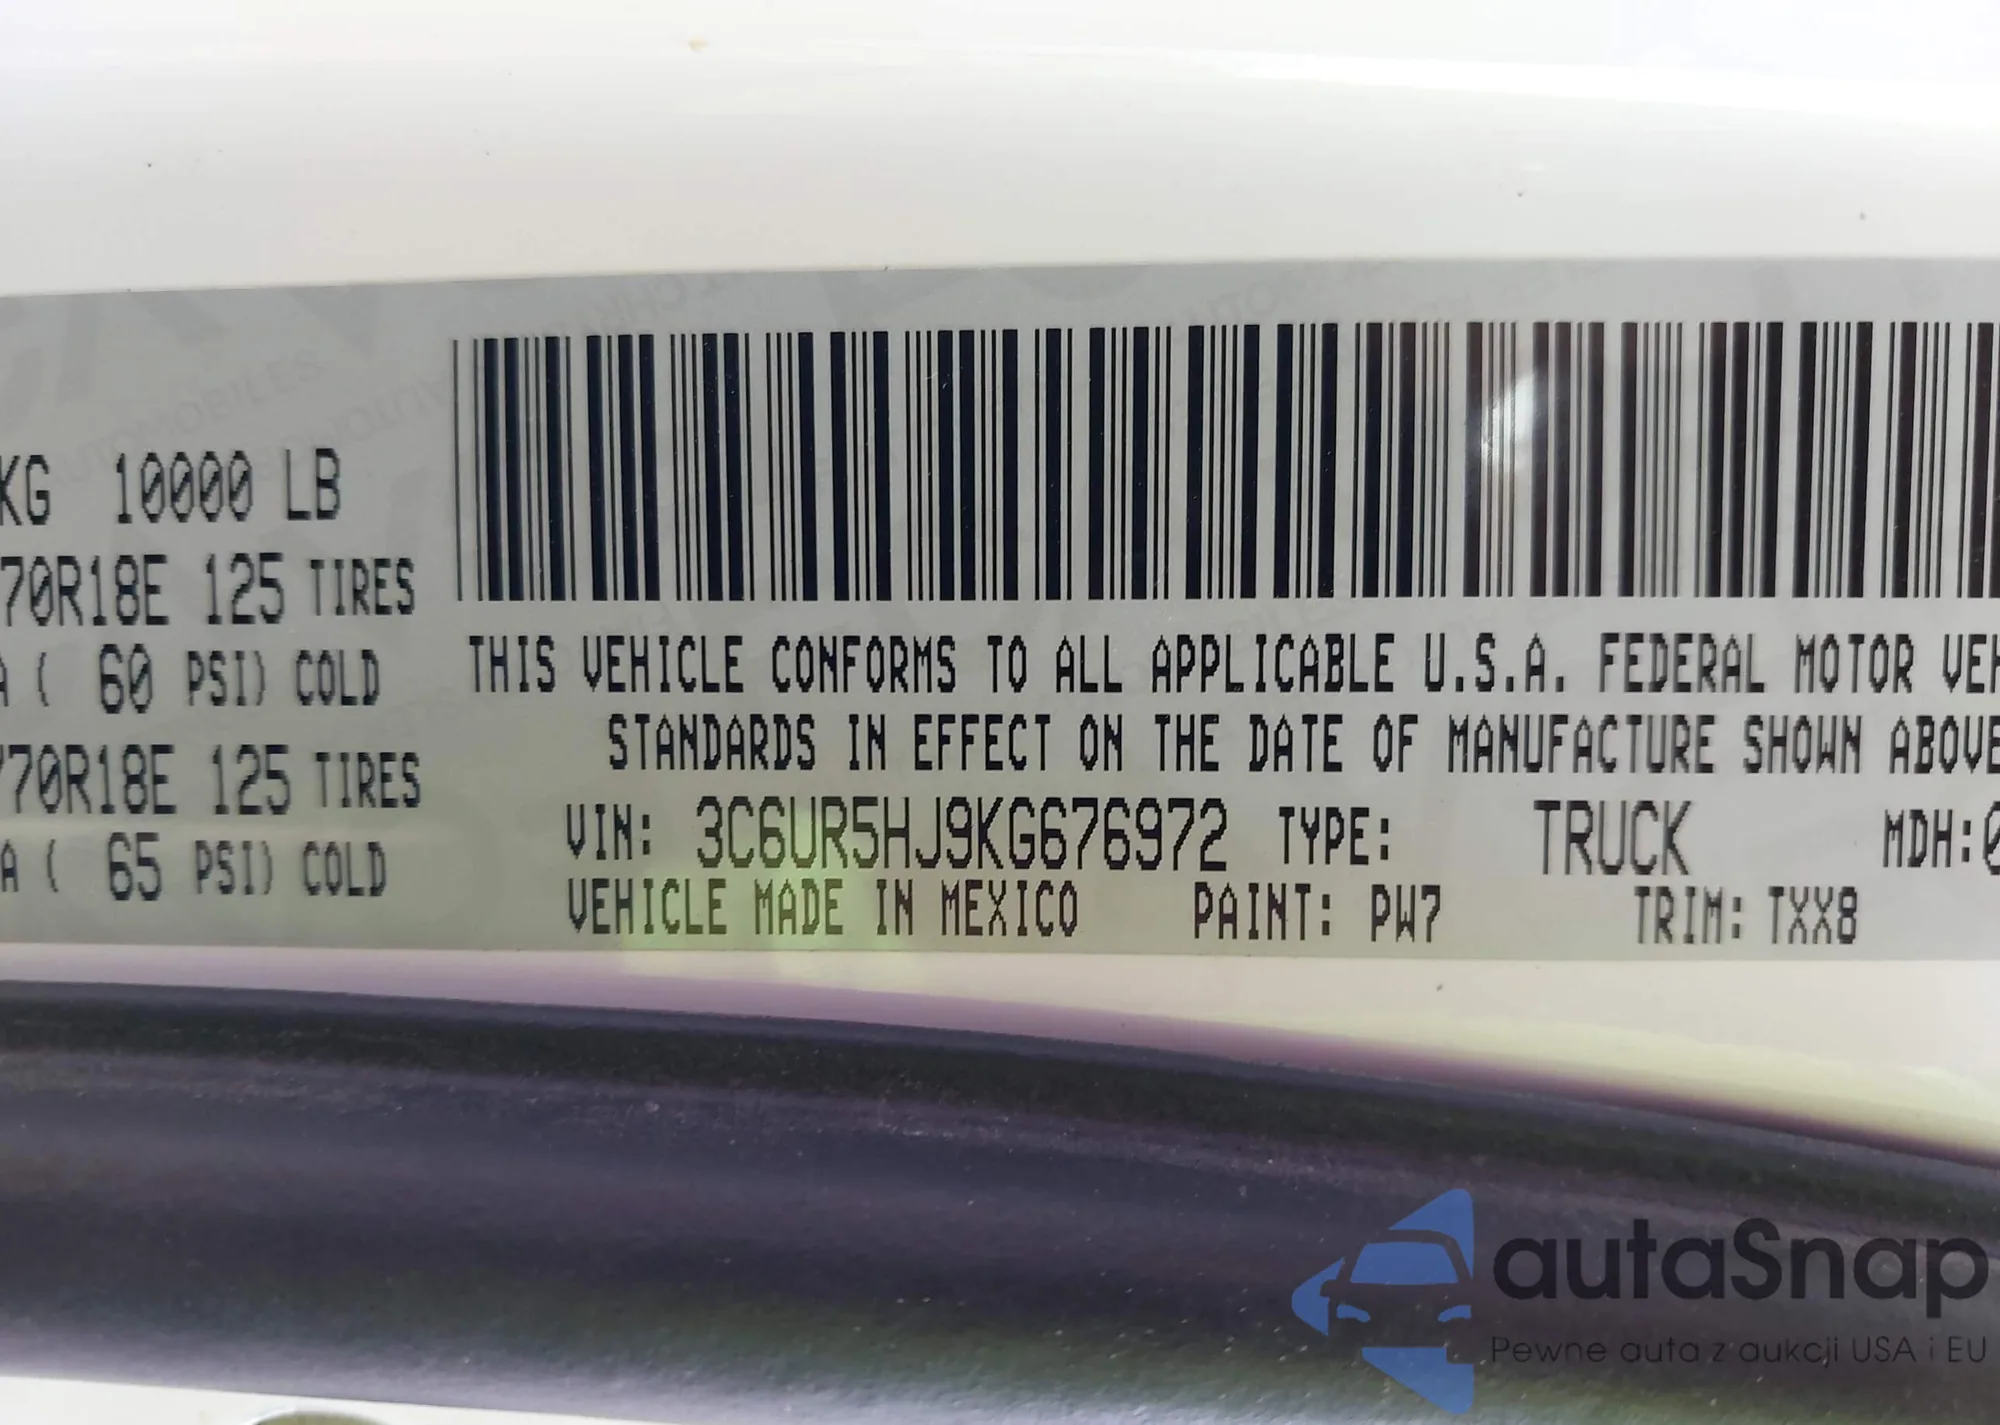 KG 10000 LB
70R18E 125 TIRES
A ( 60 PSI) COLD
70R18E 125 TIRES
A ( 65 PSI) COLD
THIS VEHICLE CONFORMS TO ALL APPLICABLE U.S.A. FEDERAL MOTOR VEH
STANDARDS IN EFFECT ON THE DATE OF MANUFACTURE SHOWN ABOVE
VIN: 3C6UR5HJ9KG676972 TYPE: TRUCK MDH:0
VEHICLE MADE IN MEXICO PAINT: PW7 TRIM: TXX8
autaSnap
Pewne auta z aukcji USA i EU